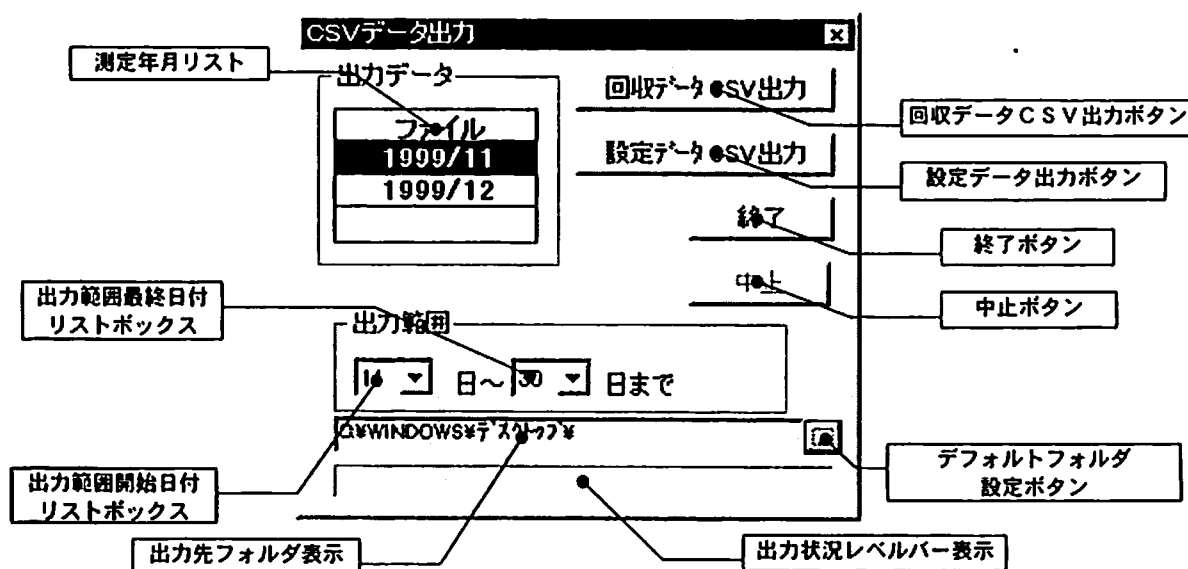 CSVデータ出力
測定年月リスト
出力データ
ファイル
1999/11
1999/12
回収データ CSV出力
設定データ CSV出力
終了
中止
回収データCSV出力ボタン
設定データ出力ボタン
終了ボタン
中止ボタン
出力範囲最終日付
リストボックス
出力範囲
日～ 30 日まで
C:¥WINDOWS¥デスクトップ¥
出力範囲開始日付
リストボックス
デフォルトフォルダ
設定ボタン
出力先フォルダ表示
出力状況レベルバー表示